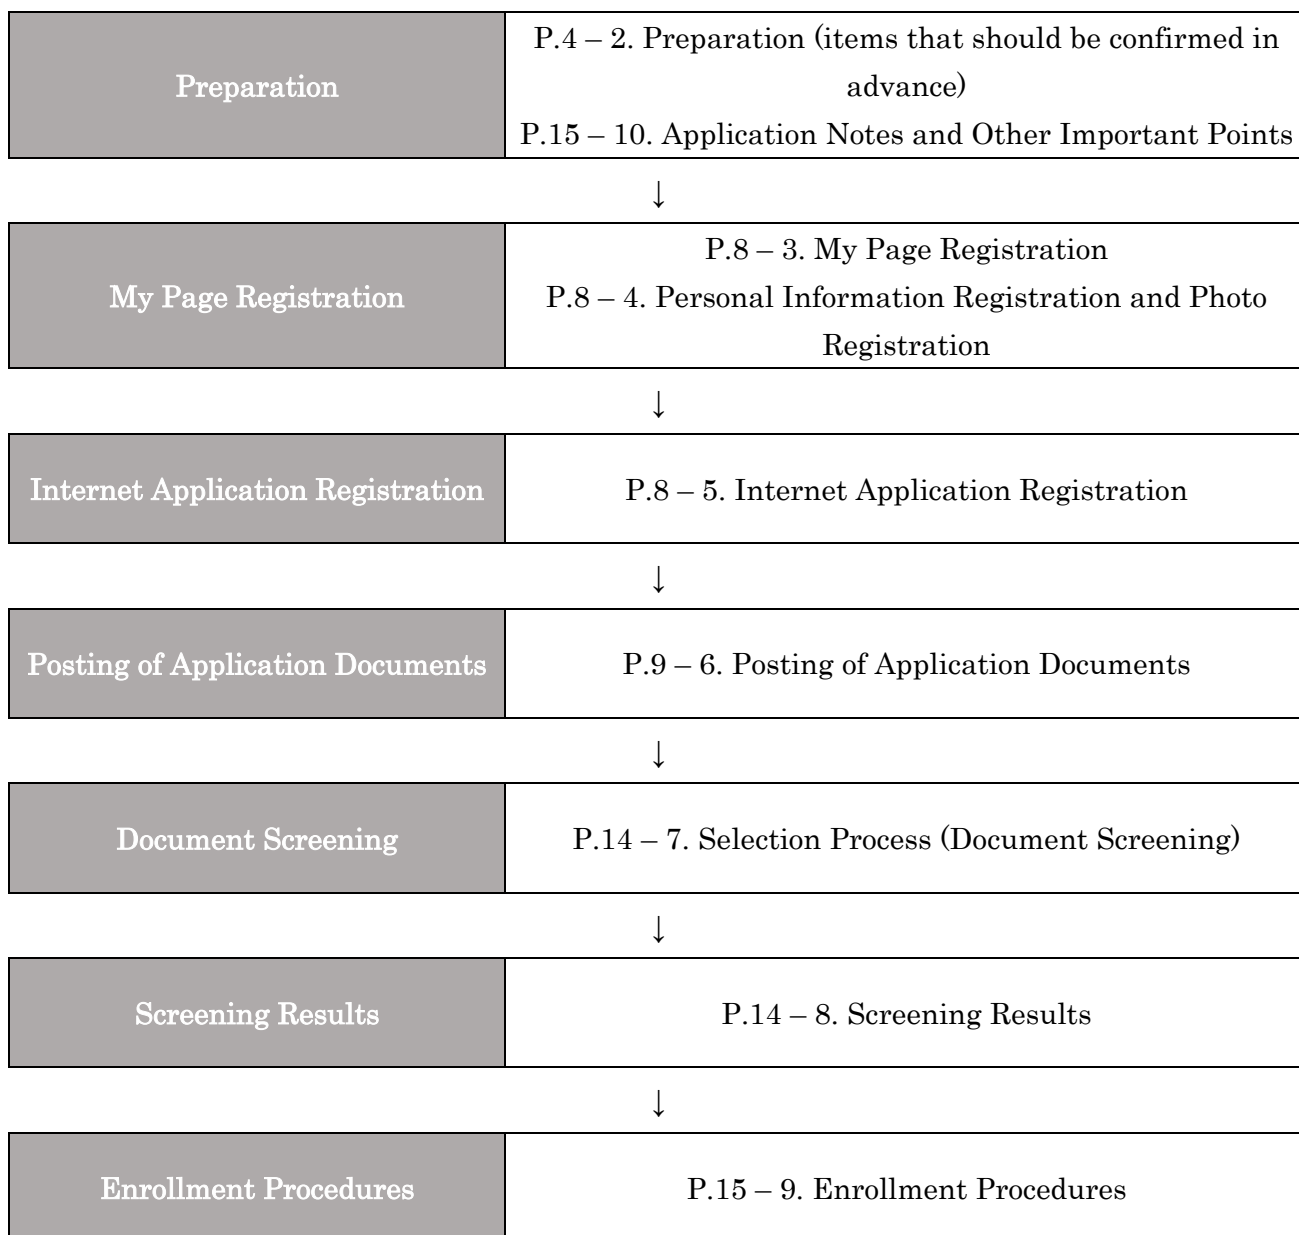 Preparation
P.4 – 2. Preparation (items that should be confirmed in
advance)
P.15 – 10. Application Notes and Other Important Points
↓
My Page Registration
P.8 – 3. My Page Registration
P.8 – 4. Personal Information Registration and Photo
Registration
↓
Internet Application Registration
P.8 – 5. Internet Application Registration
↓
Posting of Application Documents
P.9 – 6. Posting of Application Documents
↓
Document Screening
P.14 – 7. Selection Process (Document Screening)
↓
Screening Results
P.14 – 8. Screening Results
↓
Enrollment Procedures
P.15 – 9. Enrollment Procedures